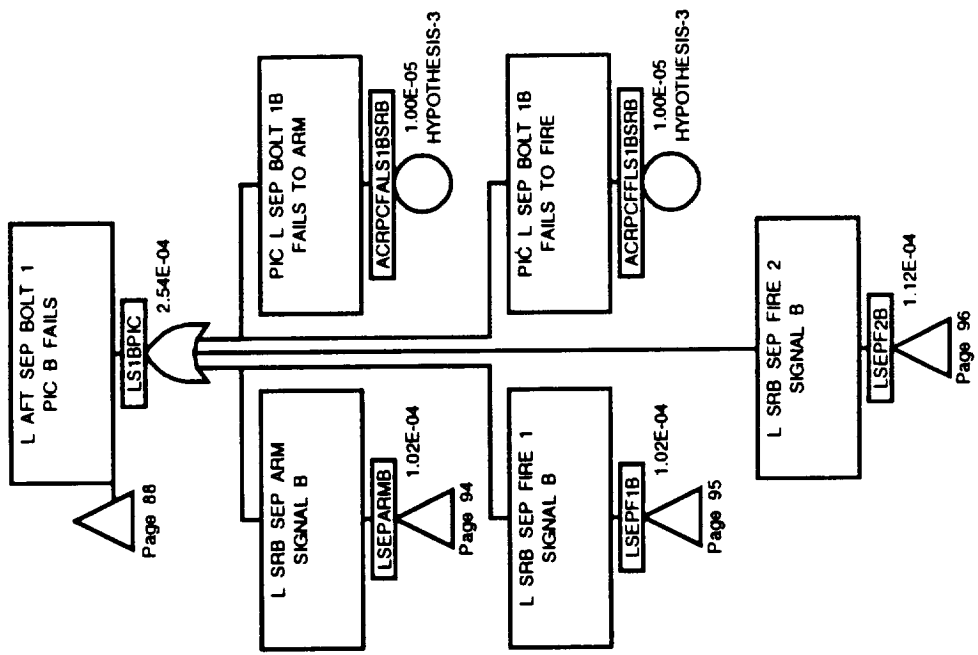 L AFT SEP BOLT 1
PIC B FAILS
LS1BPIC
2.54E-04
Page 88
L SRB SEP ARM
SIGNAL B
LSEPARMB
1.02E-04
Page 94
PIC L SEP BOLT 1B
FAILS TO ARM
ACRPCFALS1BSRB
1.00E-05
HYPOTHESIS-3
L SRB SEP FIRE 1
SIGNAL B
LSEPF1B
1.02E-04
Page 95
PIC L SEP BOLT 1B
FAILS TO FIRE
ACRPCFFLS1BSRB
1.00E-05
HYPOTHESIS-3
L SRB SEP FIRE 2
SIGNAL B
LSEPF2B
1.12E-04
Page 96